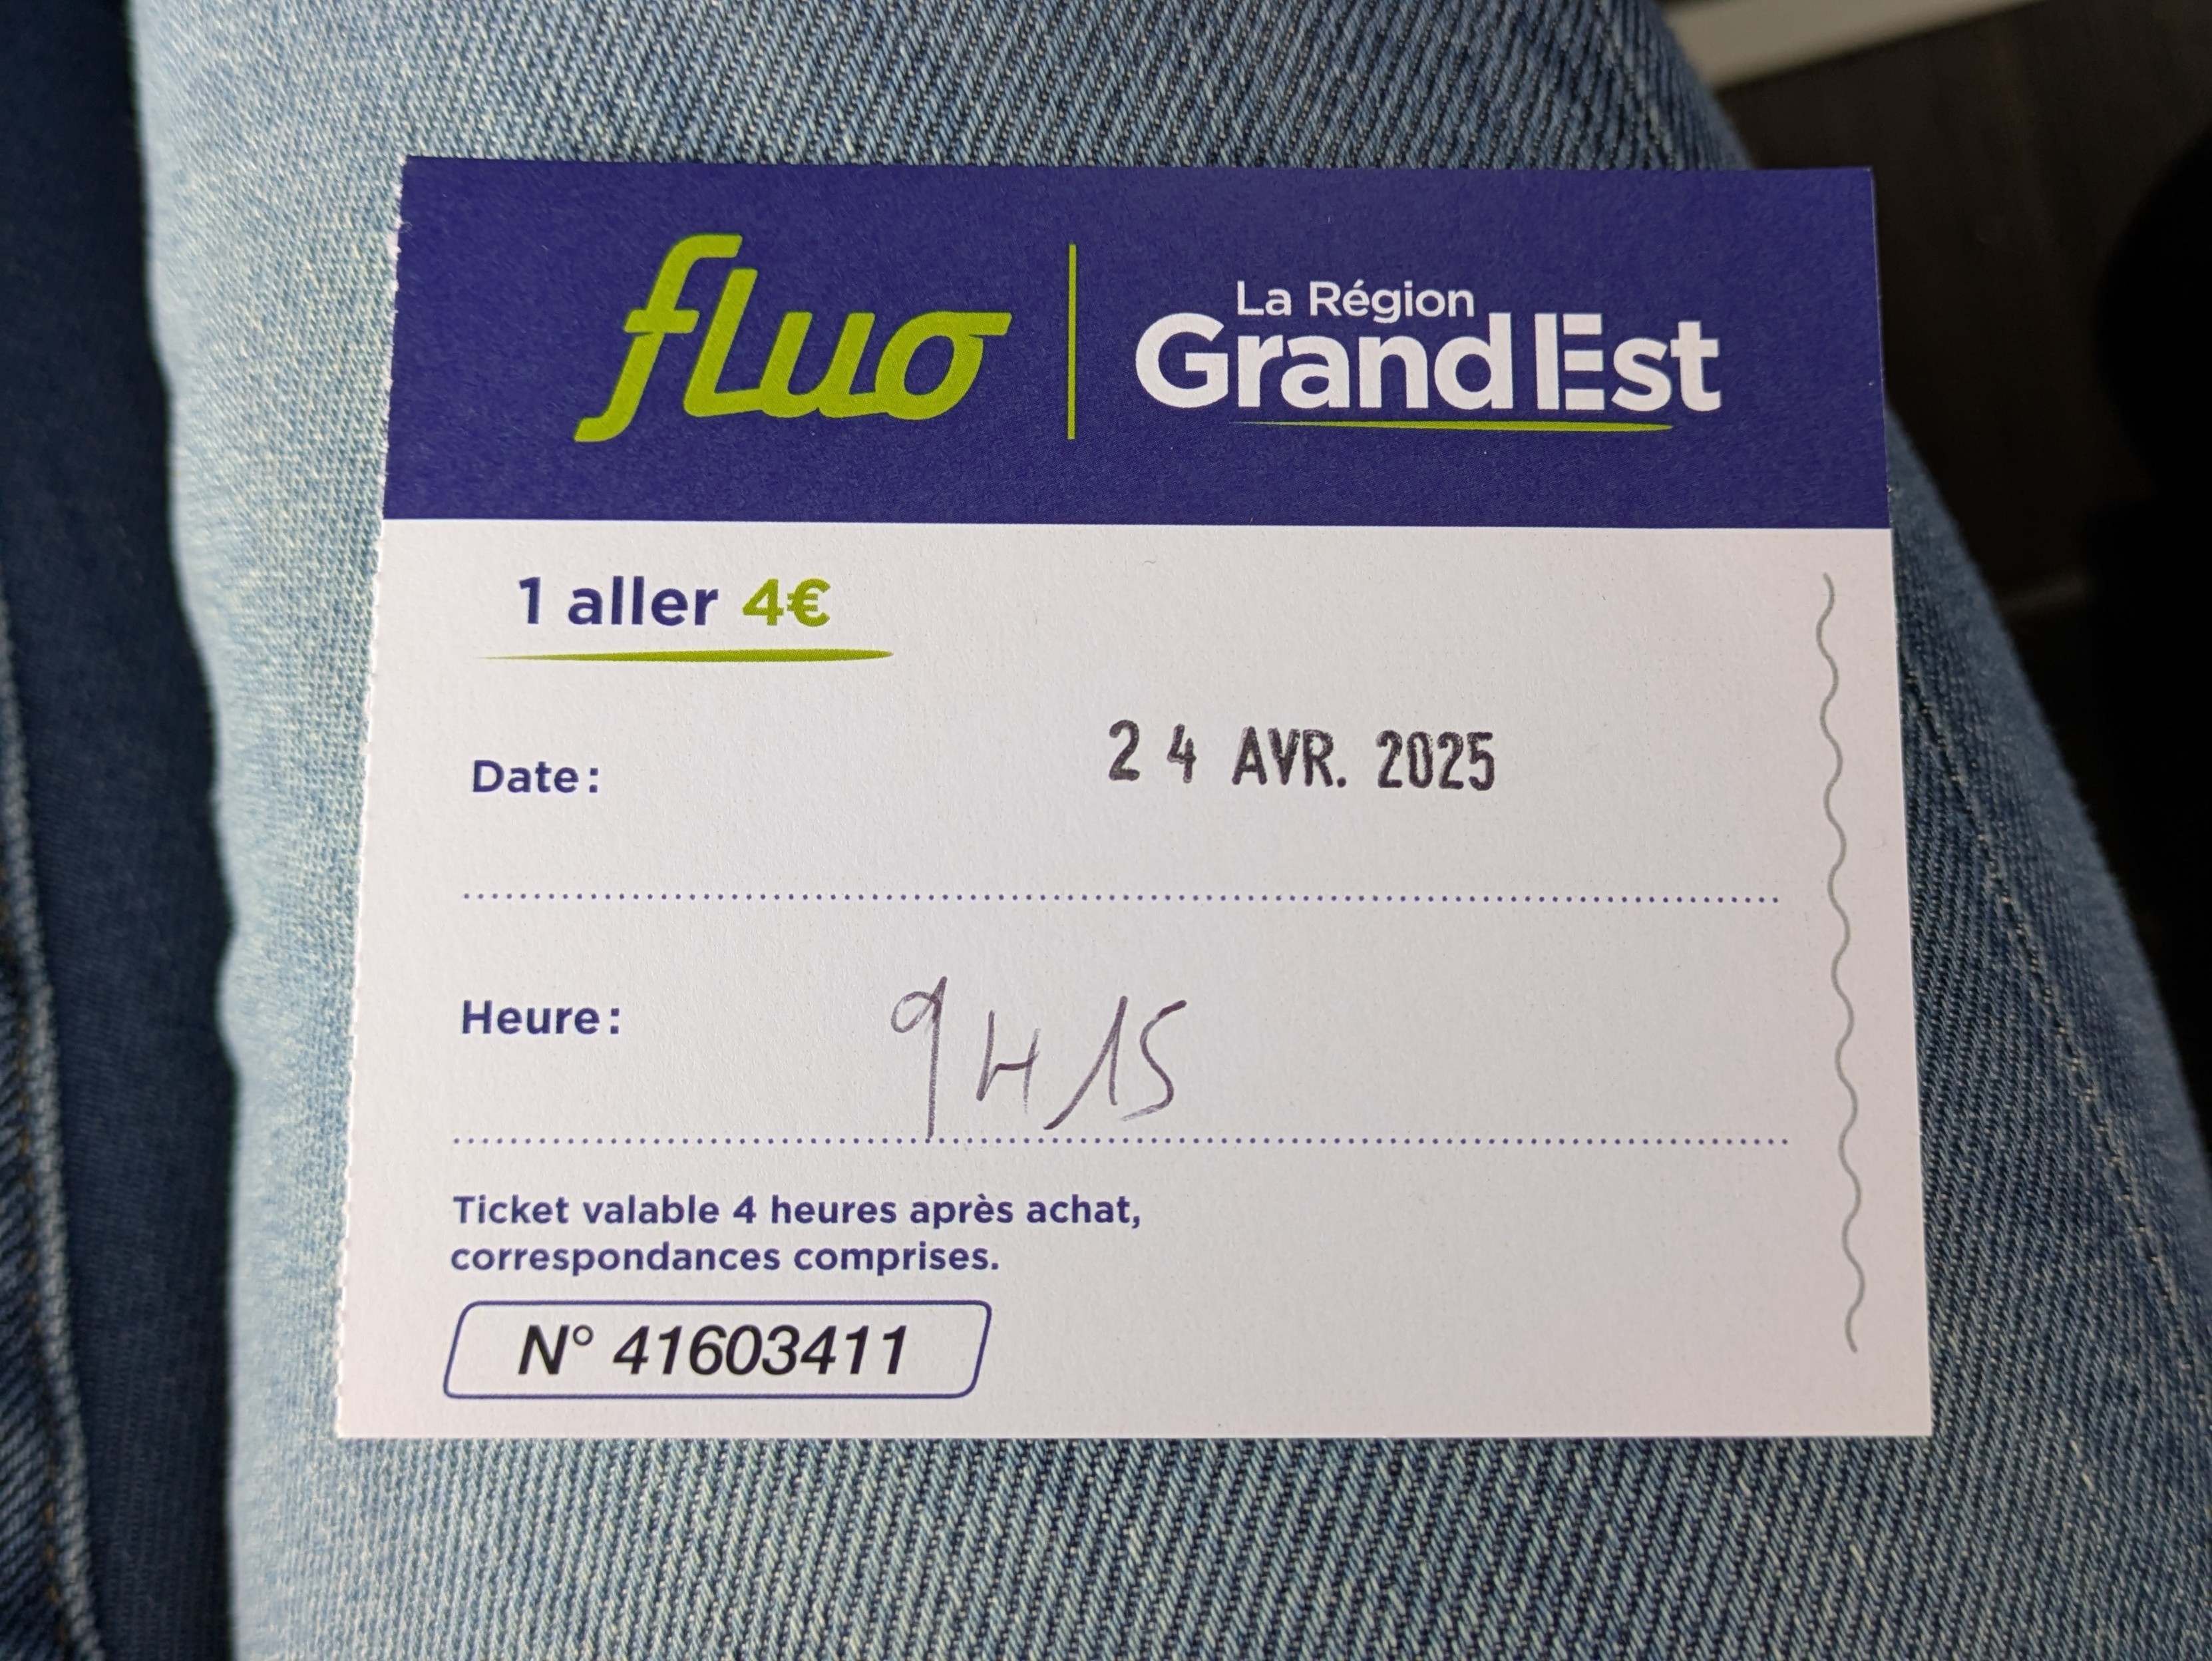 fluo
La Région
Grand Est
1 aller 4€
Date : 24 AVR. 2025
Heure : 9H15
Ticket valable 4 heures après achat,
correspondances comprises.
N° 41603411